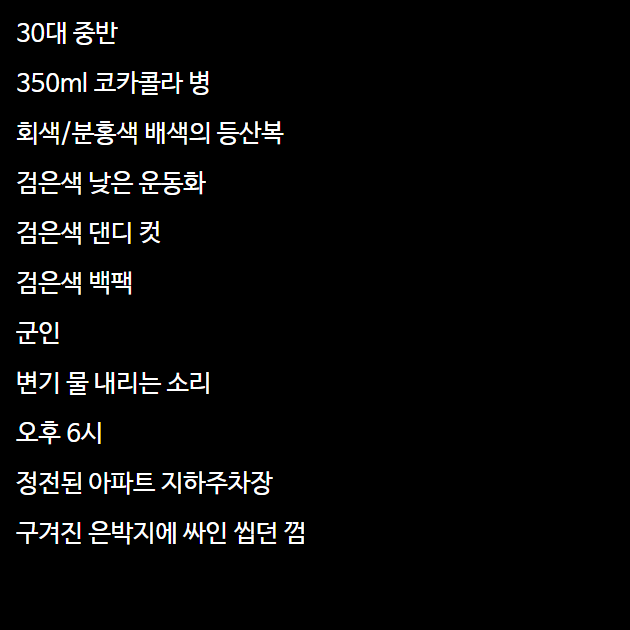 30대 중반
350ml 코카콜라 병
회색/분홍색 배색의 등산복
검은색 낮은 운동화
검은색 댄디 컷
검은색 백팩
군인
변기 물 내리는 소리
오후 6시
정전된 아파트 지하주차장
구겨진 은박지에 싸인 씹던 껌